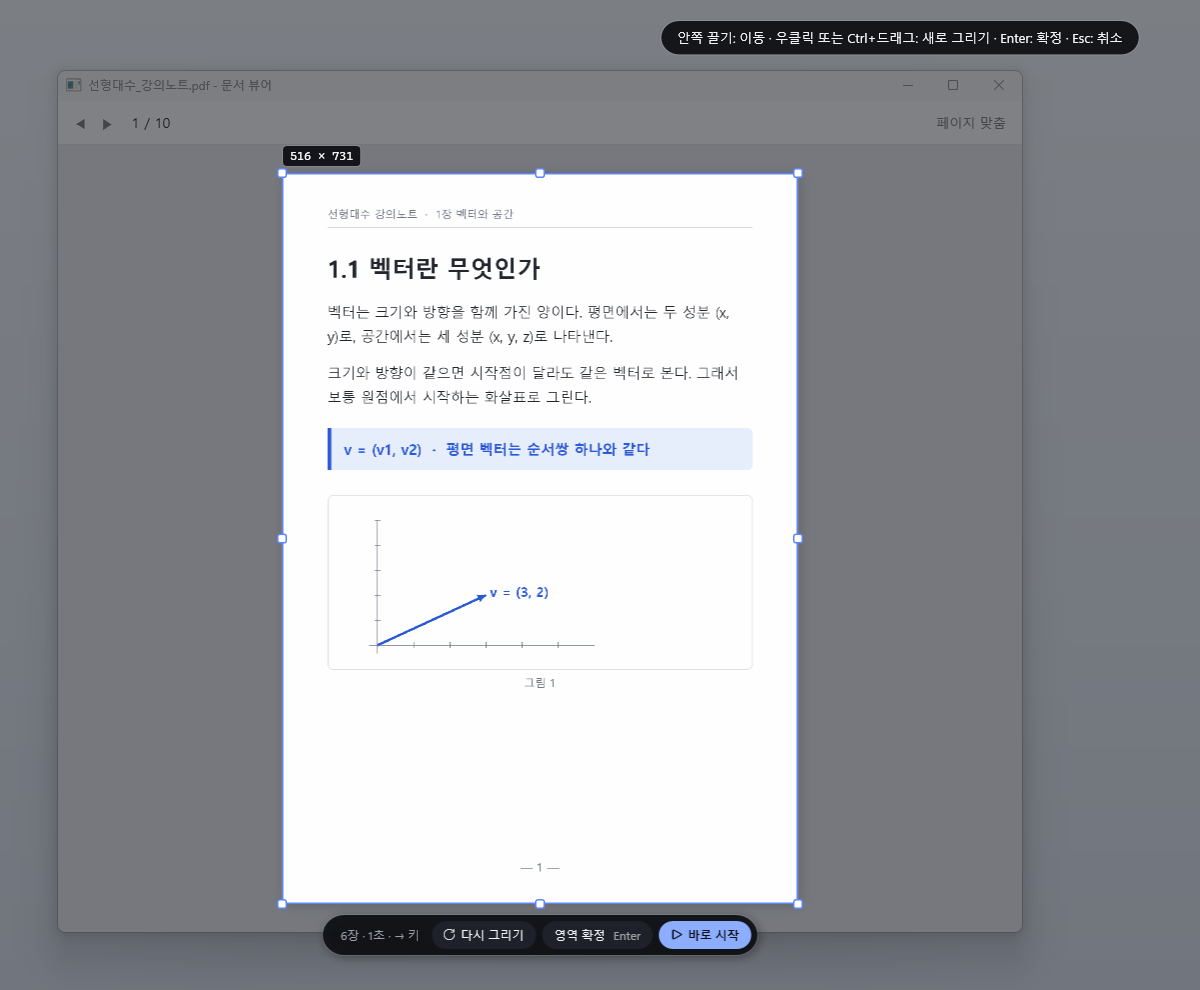 안쪽 끌기: 이동 · 우클릭 또는 Ctrl+드래그: 새로 그리기 · Enter: 확정 · Esc: 취소
선형대수_강의노트.pdf - 문서 뷰어
1 / 10
페이지 맞춤
516 × 731
선형대수 강의노트 · 1장 벡터와 공간
1.1 벡터란 무엇인가
벡터는 크기와 방향을 함께 가진 양이다. 평면에서는 두 성분 (x,
y)로, 공간에서는 세 성분 (x, y, z)로 나타낸다.
크기와 방향이 같으면 시작점이 달라도 같은 벡터로 본다. 그래서
보통 원점에서 시작하는 화살표로 그린다.
v = (v1, v2) · 평면 벡터는 순서쌍 하나와 같다
v = (3, 2)
그림 1
— 1 —
6장 · 1초 · → 키
다시 그리기
영역 확정 Enter
바로 시작